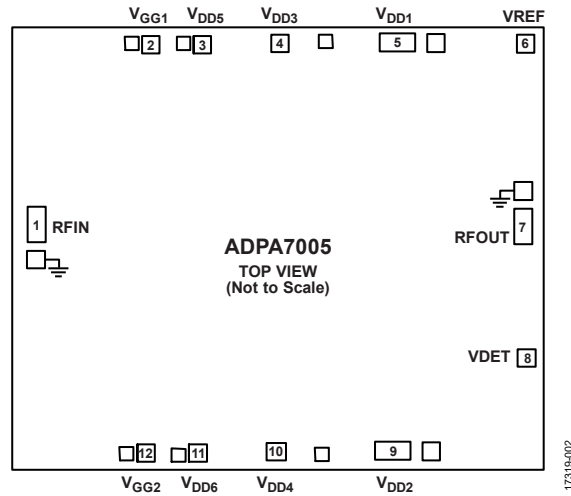 VGG1 VDD5 VDD3 VDD1 VREF
2 3 4 5 6
1 RFIN
RFOUT 7
ADPA7005
TOP VIEW
(Not to Scale)
VDET 8
12 11 10 9
VGG2 VDD6 VDD4 VDD2
17319-002